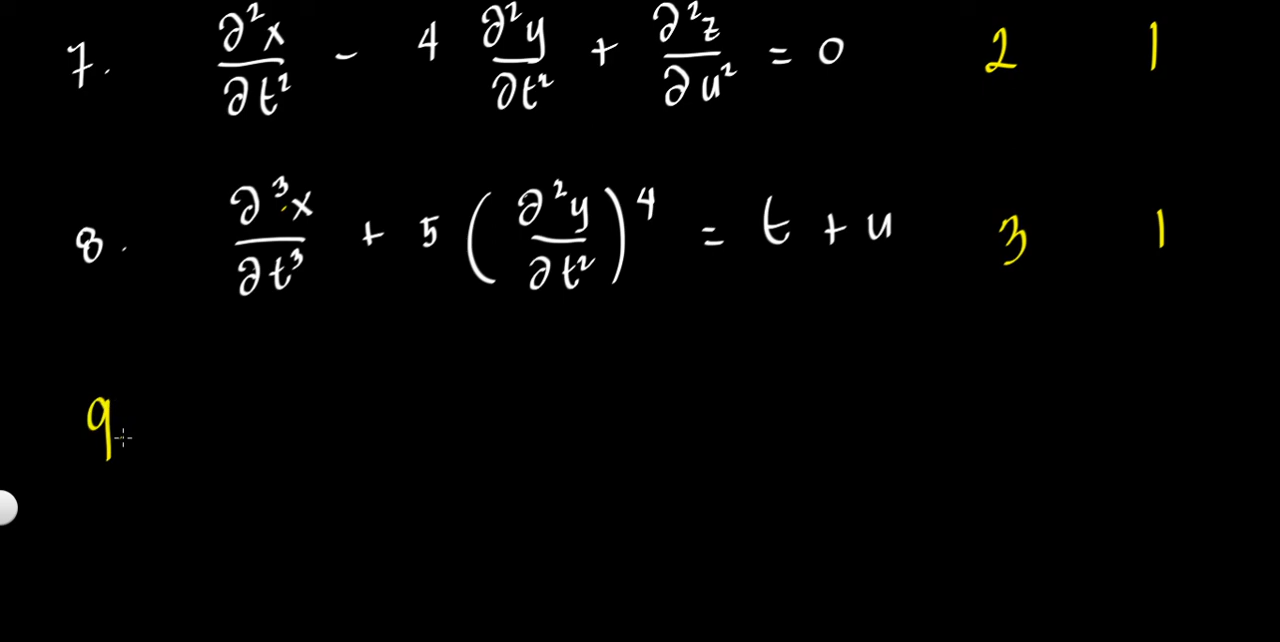 7. ∂²x/∂t² - 4 ∂²y/∂t² + ∂²z/∂u² = 0 2 1
8. ∂³x/∂t³ + 5 (∂²y/∂t²)⁴ = t + u 3 1
9